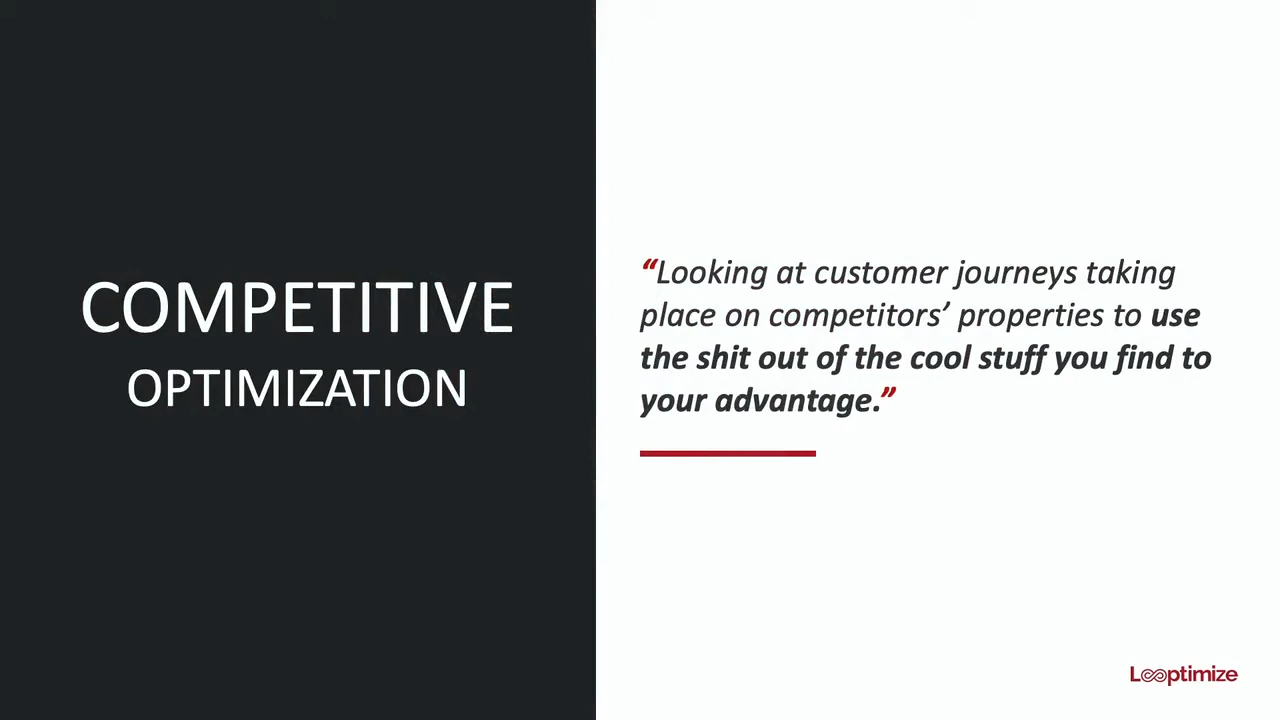 COMPETITIVE
OPTIMIZATION
“Looking at customer journeys taking
place on competitors’ properties to use
the shit out of the cool stuff you find to
your advantage.”
Looptimize